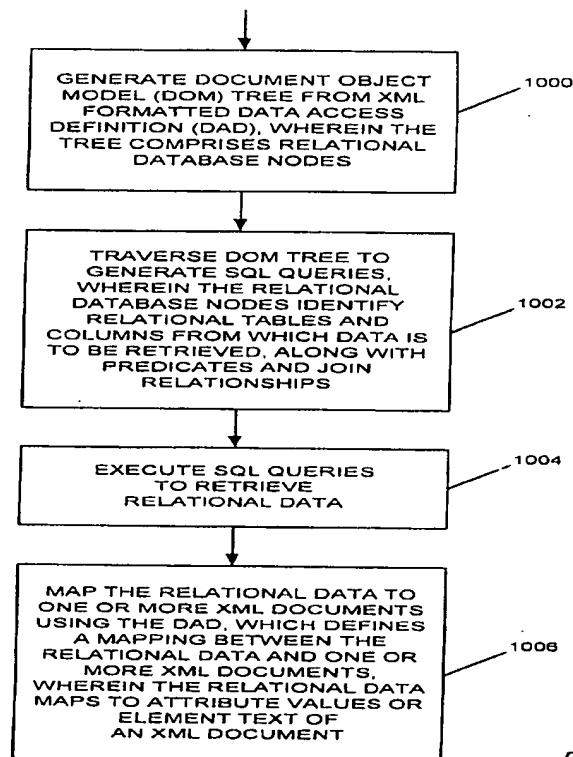 GENERATE DOCUMENT OBJECT
MODEL (DOM) TREE FROM XML
FORMATTED DATA ACCESS
DEFINITION (DAD), WHEREIN THE
TREE COMPRISES RELATIONAL
DATABASE NODES
1000
TRAVERSE DOM TREE TO
GENERATE SQL QUERIES,
WHEREIN THE RELATIONAL
DATABASE NODES IDENTIFY
RELATIONAL TABLES AND
COLUMNS FROM WHICH DATA IS
TO BE RETRIEVED, ALONG WITH
PREDICATES AND JOIN
RELATIONSHIPS
1002
EXECUTE SQL QUERIES
TO RETRIEVE
RELATIONAL DATA
1004
MAP THE RELATIONAL DATA TO
ONE OR MORE XML DOCUMENTS
USING THE DAD, WHICH DEFINES
A MAPPING BETWEEN THE
RELATIONAL DATA AND ONE OR
MORE XML DOCUMENTS,
WHEREIN THE RELATIONAL DATA
MAPS TO ATTRIBUTE VALUES OR
ELEMENT TEXT OF
AN XML DOCUMENT
1006